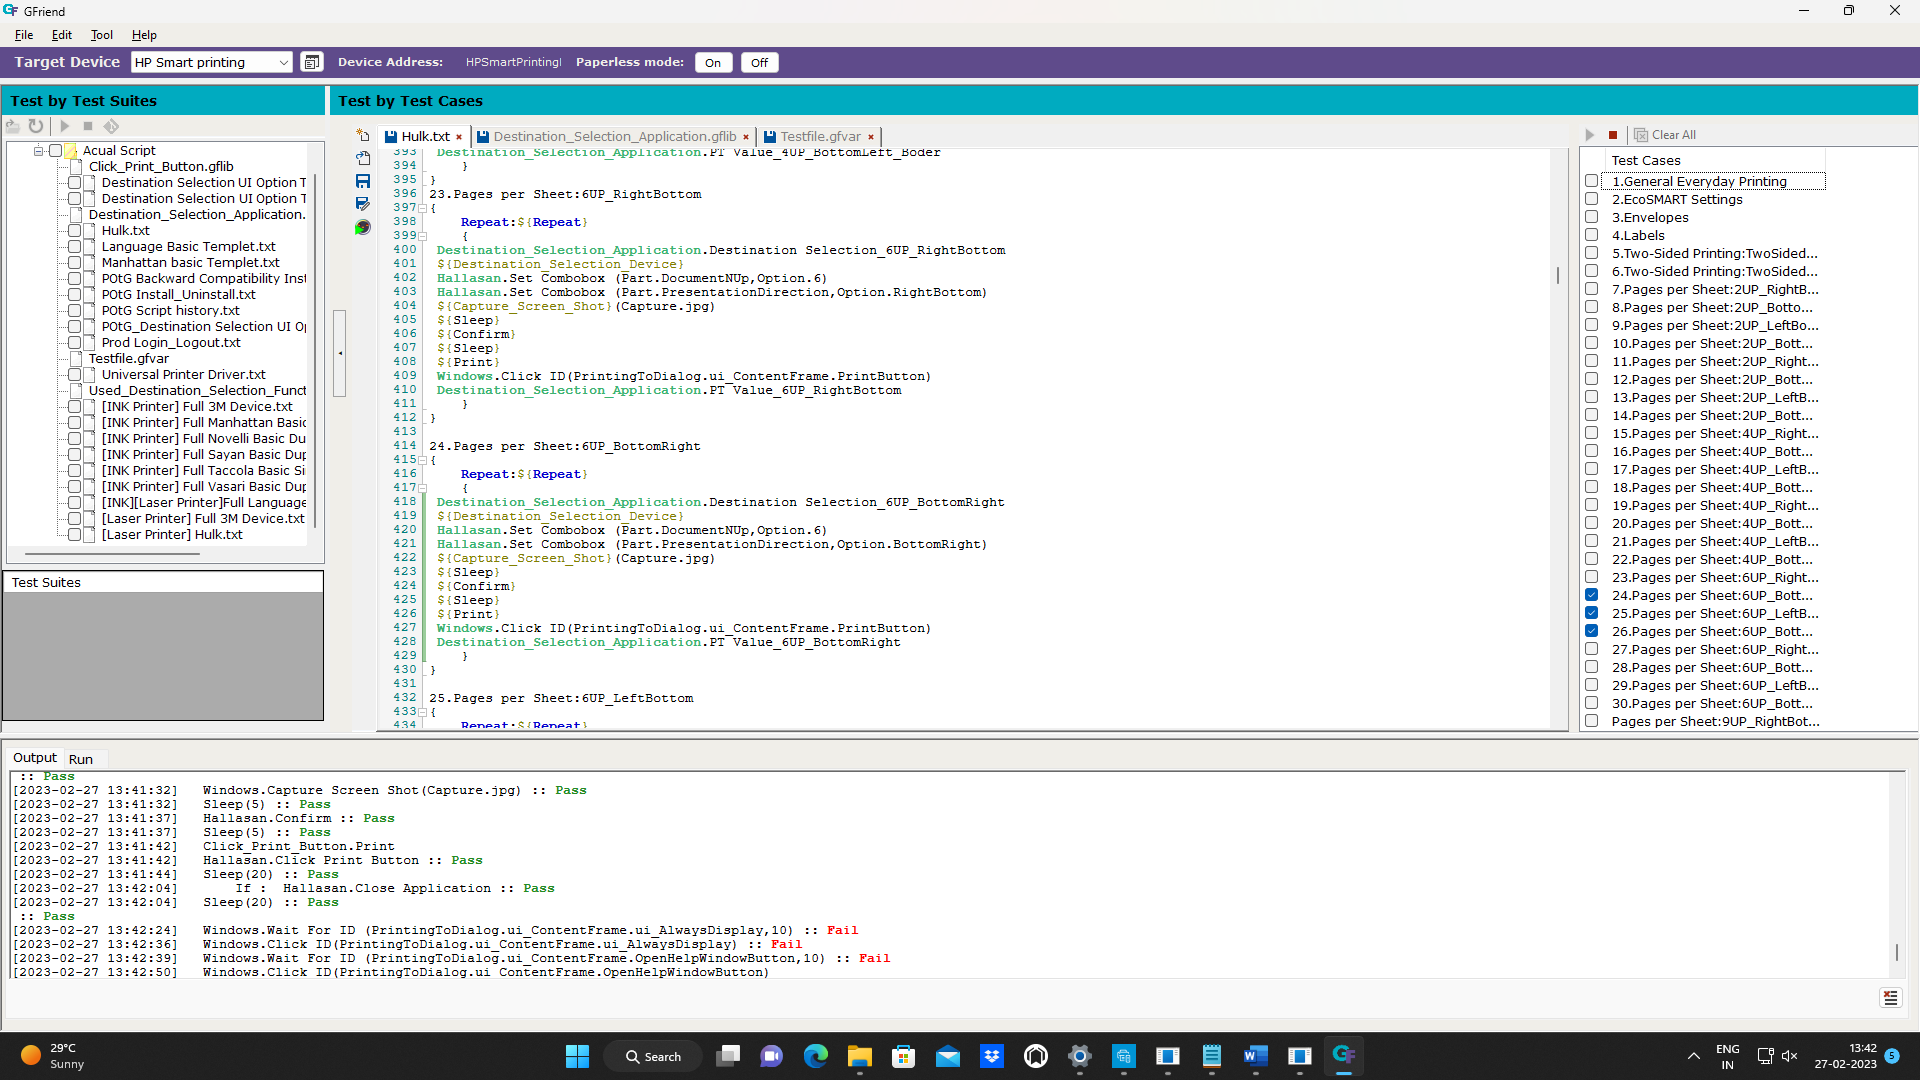 GFriend
File Edit Tool Help
Target Device HP Smart printing Device Address: HPSmartPrintingI Paperless mode: On Off
Test by Test Suites
Acual Script
Click_Print_Button.gflib
Destination Selection UI Option T
Destination Selection UI Option T
Destination_Selection_Application.
Hulk.txt
Language Basic Templet.txt
Manhattan basic Templet.txt
POtG Backward Compatibility Inst
POtG Install_Uninstall.txt
POtG Script history.txt
POtG_Destination Selection UI Op
Prod Login_Logout.txt
Testfile.gfvar
Universal Printer Driver.txt
Used_Destination_Selection_Funct
[INK Printer] Full 3M Device.txt
[INK Printer] Full Manhattan Basic
[INK Printer] Full Novelli Basic Du
[INK Printer] Full Sayan Basic Dup
[INK Printer] Full Taccola Basic Si
[INK Printer] Full Vasari Basic Dup
[INK][Laser Printer]Full Language
[Laser Printer] Full 3M Device.txt
[Laser Printer] Hulk.txt
Test Suites
Test by Test Cases
Hulk.txt × Destination_Selection_Application.gflib × Testfile.gfvar ×
393 Destination_Selection_Application.PT Value_4UP_BottomLeft_Boder
394 }
395 }
396 23.Pages per Sheet:6UP_RightBottom
397 {
398 Repeat:${Repeat}
399 {
400 Destination_Selection_Application.Destination Selection_6UP_RightBottom
401 ${Destination_Selection_Device}
402 Hallasan.Set Combobox (Part.DocumentNUp,Option.6)
403 Hallasan.Set Combobox (Part.PresentationDirection,Option.RightBottom)
404 ${Capture_Screen_Shot}(Capture.jpg)
405 ${Sleep}
406 ${Confirm}
407 ${Sleep}
408 ${Print}
409 Windows.Click ID(PrintingToDialog.ui_ContentFrame.PrintButton)
410 Destination_Selection_Application.PT Value_6UP_RightBottom
411 }
412 }
413
414 24.Pages per Sheet:6UP_BottomRight
415 {
416 Repeat:${Repeat}
417 {
418 Destination_Selection_Application.Destination Selection_6UP_BottomRight
419 ${Destination_Selection_Device}
420 Hallasan.Set Combobox (Part.DocumentNUp,Option.6)
421 Hallasan.Set Combobox (Part.PresentationDirection,Option.BottomRight)
422 ${Capture_Screen_Shot}(Capture.jpg)
423 ${Sleep}
424 ${Confirm}
425 ${Sleep}
426 ${Print}
427 Windows.Click ID(PrintingToDialog.ui_ContentFrame.PrintButton)
428 Destination_Selection_Application.PT Value_6UP_BottomRight
429 }
430 }
431
432 25.Pages per Sheet:6UP_LeftBottom
433 {
434 Repeat:${Repeat}
Clear All
Test Cases
1.General Everyday Printing
2.EcoSMART Settings
3.Envelopes
4.Labels
5.Two-Sided Printing:TwoSided...
6.Two-Sided Printing:TwoSided...
7.Pages per Sheet:2UP_RightB...
8.Pages per Sheet:2UP_Botto...
9.Pages per Sheet:2UP_LeftBo...
10.Pages per Sheet:2UP_Bott...
11.Pages per Sheet:2UP_Right...
12.Pages per Sheet:2UP_Bott...
13.Pages per Sheet:2UP_LeftB...
14.Pages per Sheet:2UP_Bott...
15.Pages per Sheet:4UP_Right...
16.Pages per Sheet:4UP_Bott...
17.Pages per Sheet:4UP_LeftB...
18.Pages per Sheet:4UP_Bott...
19.Pages per Sheet:4UP_Right...
20.Pages per Sheet:4UP_Bott...
21.Pages per Sheet:4UP_LeftB...
22.Pages per Sheet:4UP_Bott...
23.Pages per Sheet:6UP_Right...
24.Pages per Sheet:6UP_Bott...
25.Pages per Sheet:6UP_LeftB...
26.Pages per Sheet:6UP_Bott...
27.Pages per Sheet:6UP_Right...
28.Pages per Sheet:6UP_Bott...
29.Pages per Sheet:6UP_LeftB...
30.Pages per Sheet:6UP_Bott...
Pages per Sheet:9UP_RightBot...
Output Run
:: Pass
[2023-02-27 13:41:32] Windows.Capture Screen Shot(Capture.jpg) :: Pass
[2023-02-27 13:41:32] Sleep(5) :: Pass
[2023-02-27 13:41:37] Hallasan.Confirm :: Pass
[2023-02-27 13:41:37] Sleep(5) :: Pass
[2023-02-27 13:41:42] Click_Print_Button.Print
[2023-02-27 13:41:42] Hallasan.Click Print Button :: Pass
[2023-02-27 13:41:44] Sleep(20) :: Pass
[2023-02-27 13:42:04] If : Hallasan.Close Application :: Pass
[2023-02-27 13:42:04] Sleep(20) :: Pass
:: Pass
[2023-02-27 13:42:24] Windows.Wait For ID (PrintingToDialog.ui_ContentFrame.ui_AlwaysDisplay,10) :: Fail
[2023-02-27 13:42:36] Windows.Click ID(PrintingToDialog.ui_ContentFrame.ui_AlwaysDisplay) :: Fail
[2023-02-27 13:42:39] Windows.Wait For ID (PrintingToDialog.ui_ContentFrame.OpenHelpWindowButton,10) :: Fail
[2023-02-27 13:42:50] Windows.Click ID(PrintingToDialog.ui_ContentFrame.OpenHelpWindowButton)
29°C
Sunny
Search
ENG
IN
13:42
27-02-2023
5